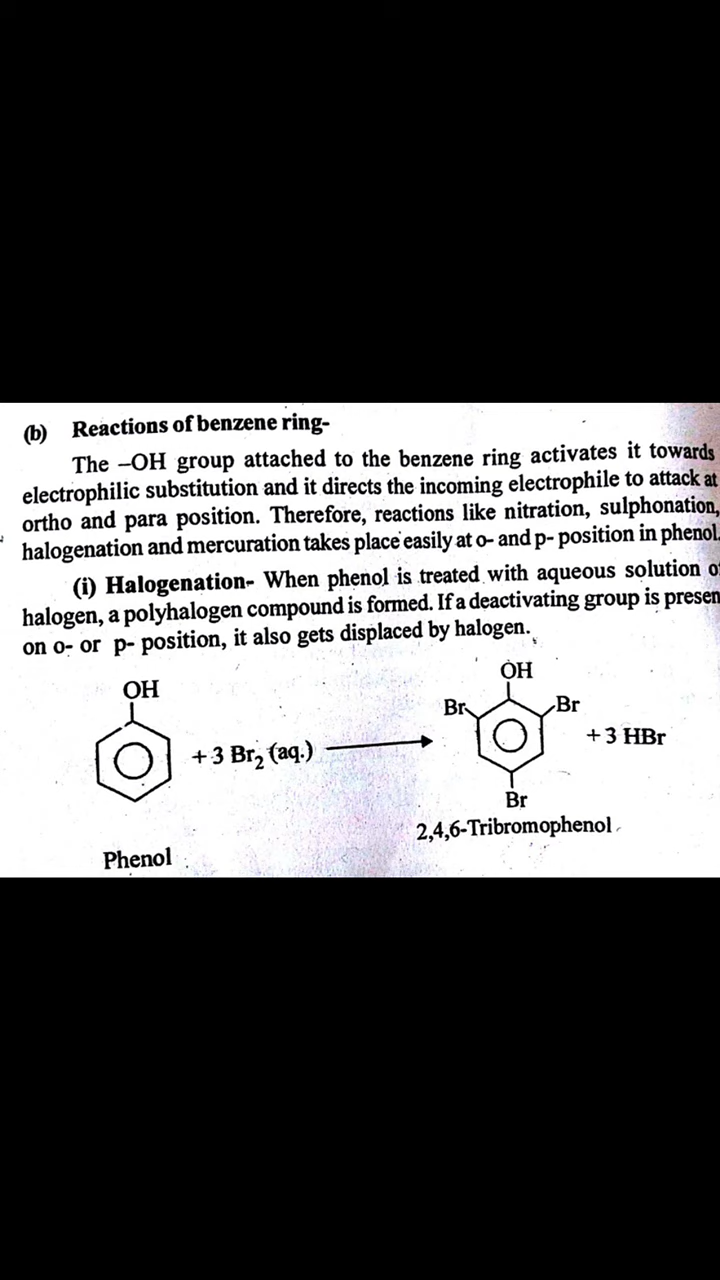 (b) Reactions of benzene ring-
The –OH group attached to the benzene ring activates it towards
electrophilic substitution and it directs the incoming electrophile to attack at
ortho and para position. Therefore, reactions like nitration, sulphonation,
halogenation and mercuration takes place easily at o- and p- position in phenol.
(i) Halogenation- When phenol is treated with aqueous solution o
halogen, a polyhalogen compound is formed. If a deactivating group is presen
on o- or p- position, it also gets displaced by halogen.
OH
OH
Br
Br
+ 3 Br₂ (aq.)
+ 3 HBr
Br
2,4,6-Tribromophenol
Phenol